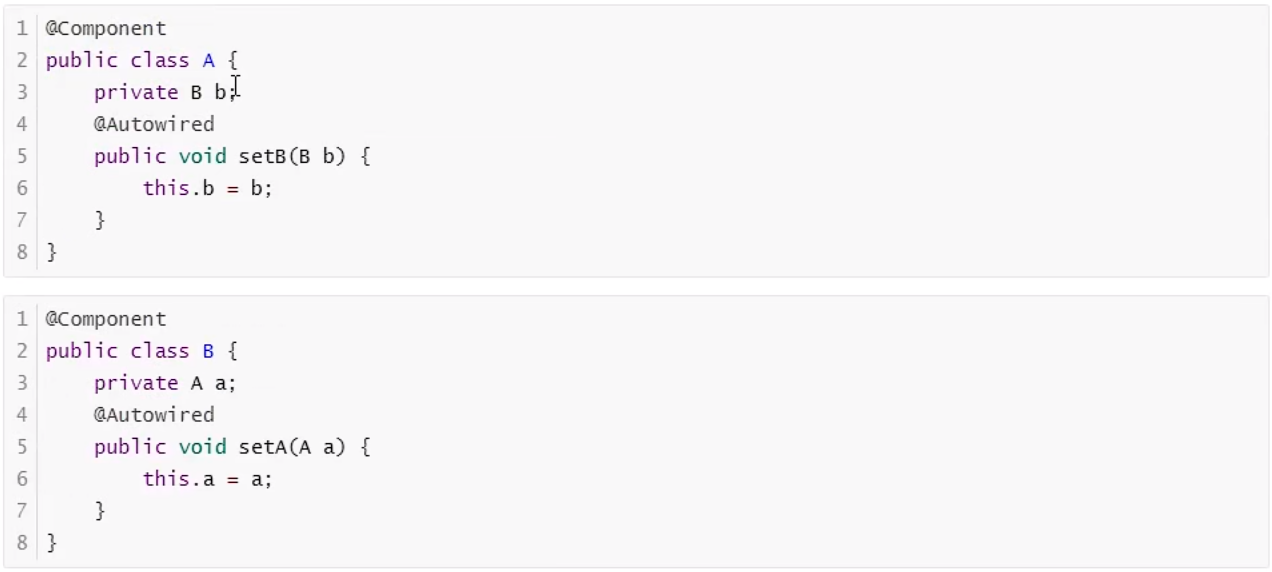 1 @Component
2 public class A {
3     private B b;
4     @Autowired
5     public void setB(B b) {
6         this.b = b;
7     }
8 }
1 @Component
2 public class B {
3     private A a;
4     @Autowired
5     public void setA(A a) {
6         this.a = a;
7     }
8 }